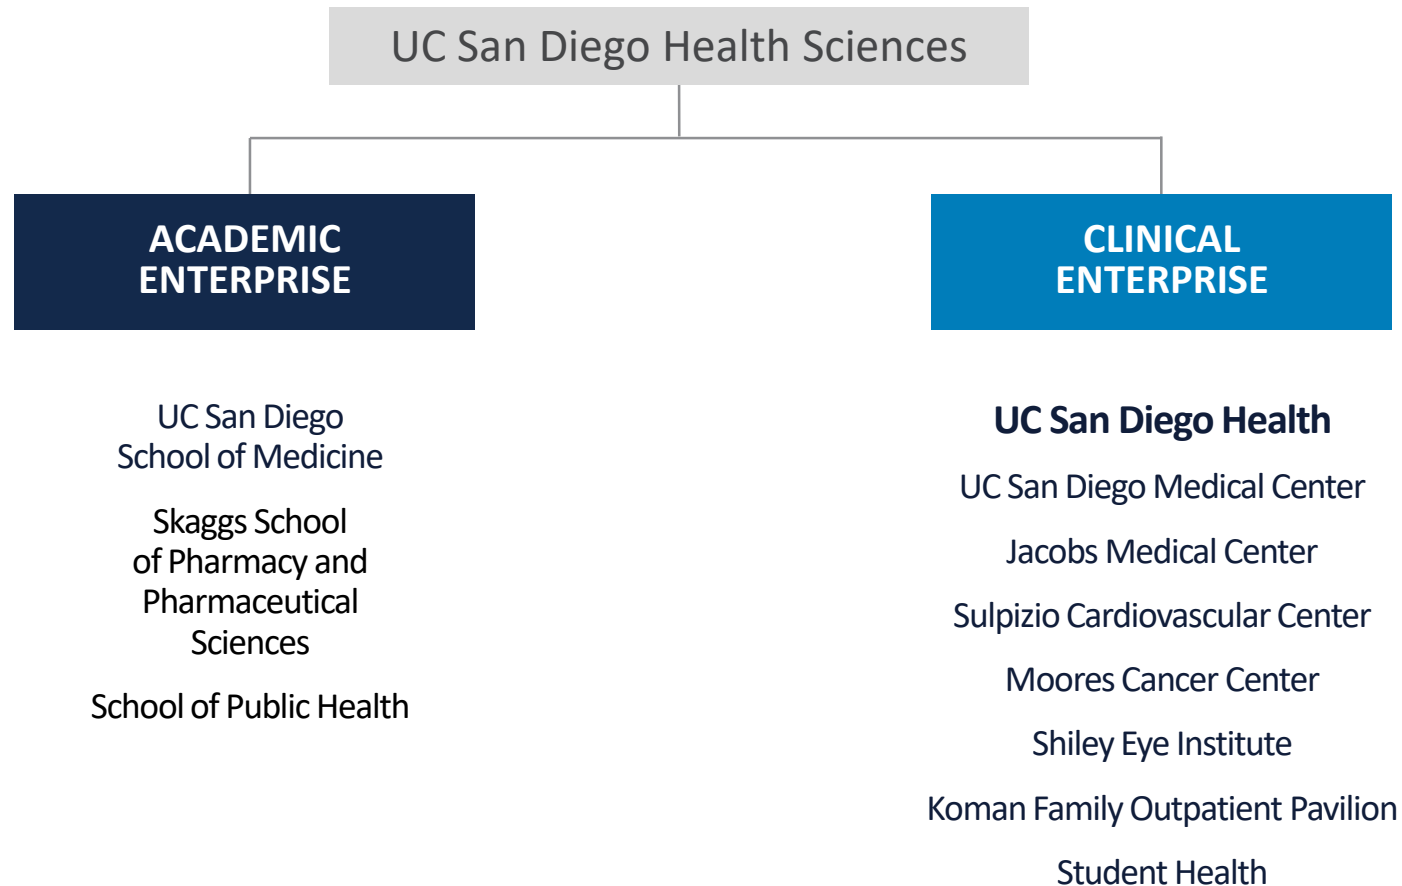 UC San Diego Health Sciences
ACADEMIC
ENTERPRISE
UC San Diego
School of Medicine
Skaggs School
of Pharmacy and
Pharmaceutical
Sciences
School of Public Health
CLINICAL
ENTERPRISE
UC San Diego Health
UC San Diego Medical Center
Jacobs Medical Center
Sulpizio Cardiovascular Center
Moores Cancer Center
Shiley Eye Institute
Koman Family Outpatient Pavilion
Student Health